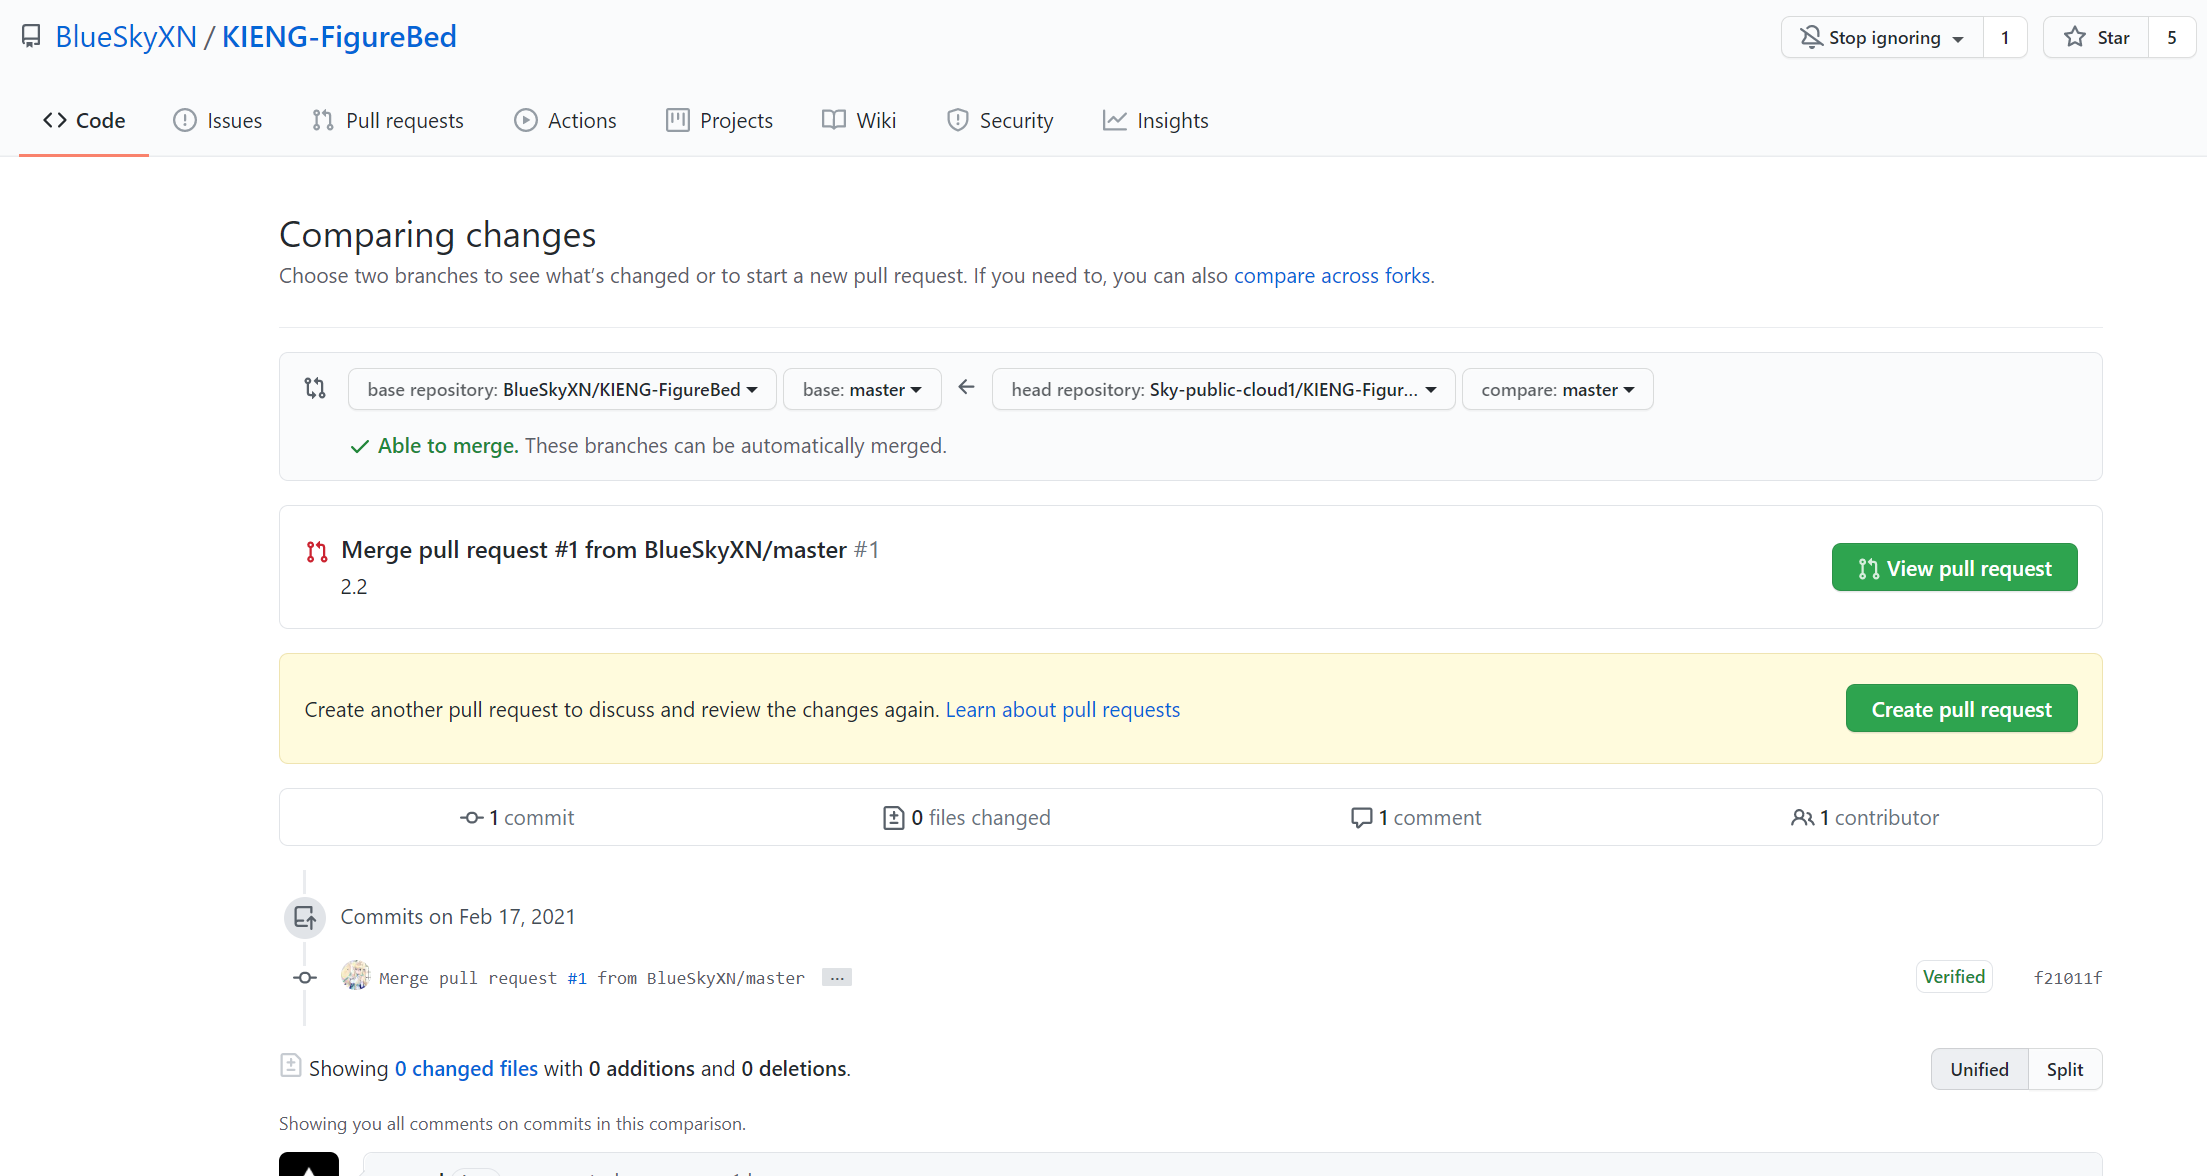 BlueSkyXN / KIENG-FigureBed
Stop ignoring 1 Star 5
Code Issues Pull requests Actions Projects Wiki Security Insights
Comparing changes
Choose two branches to see what’s changed or to start a new pull request. If you need to, you can also compare across forks.
base repository: BlueSkyXN/KIENG-FigureBed base: master ← head repository: Sky-public-cloud1/KIENG-Figur... compare: master
Able to merge. These branches can be automatically merged.
Merge pull request #1 from BlueSkyXN/master #1
2.2
View pull request
Create another pull request to discuss and review the changes again. Learn about pull requests
Create pull request
1 commit 0 files changed 1 comment 1 contributor
Commits on Feb 17, 2021
Merge pull request #1 from BlueSkyXN/master ... Verified f21011f
Showing 0 changed files with 0 additions and 0 deletions.
Unified Split
Showing you all comments on commits in this comparison.